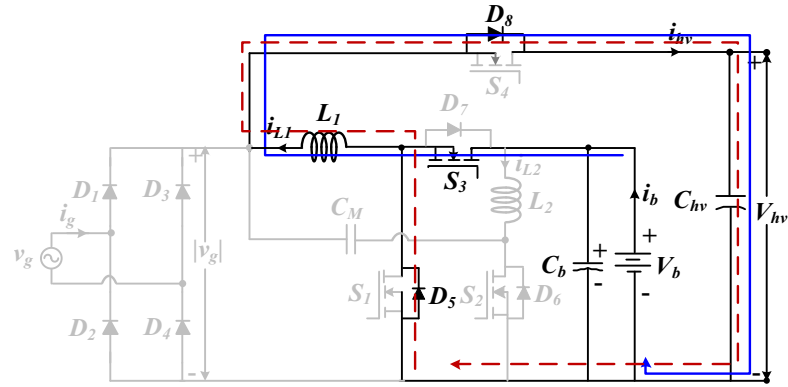 D8
ihv
+
S4
D7
L1
iL1
+
S3
iL2
D1
D3
L2
ib
Chv
CM
ig
Vhv
|vg|
vg
+
+
Cb
Vb
S1
D5
S2
D6
-
-
D2
D4
-
-